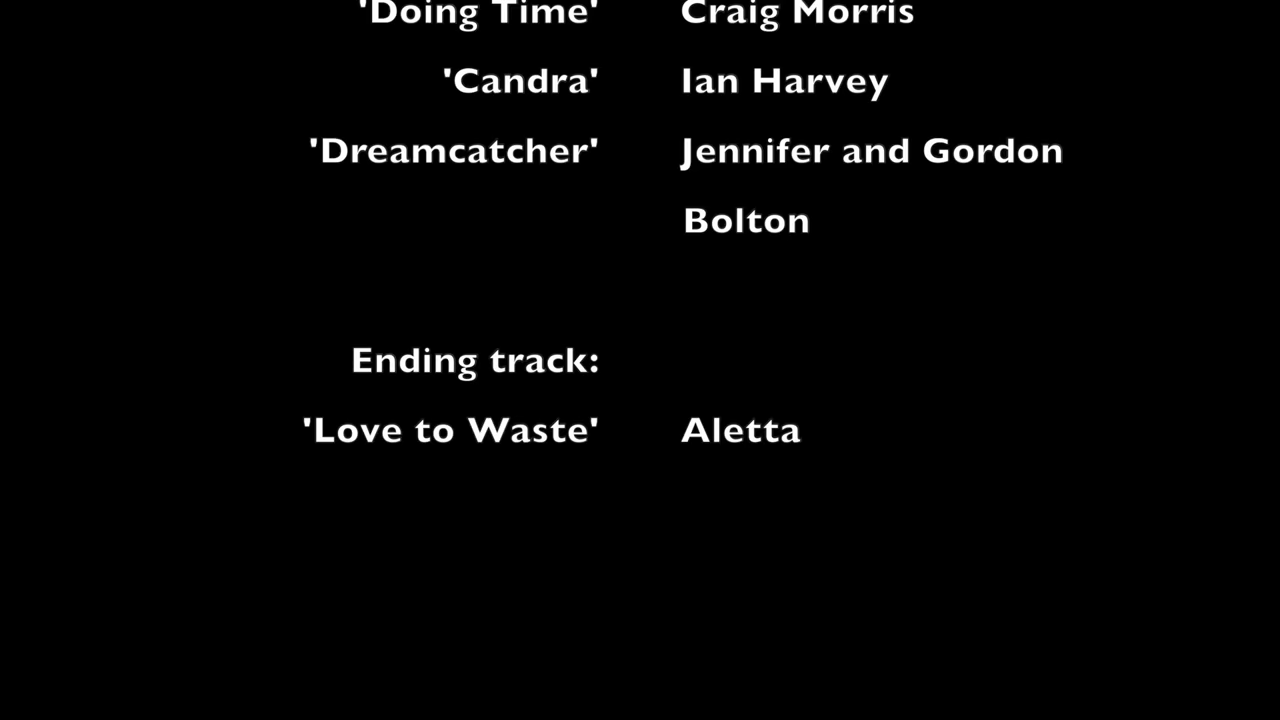 'Doing Time' Craig Morris
'Candra' Ian Harvey
'Dreamcatcher' Jennifer and Gordon
Bolton
Ending track:
'Love to Waste' Aletta